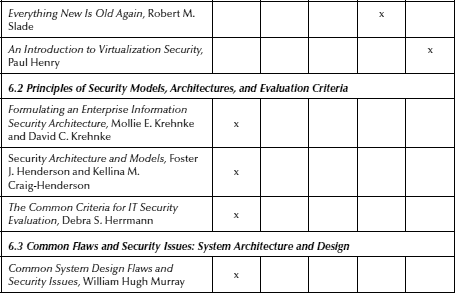 Everything New Is Old Again, Robert M.
Slade
x
An Introduction to Virtualization Security,
Paul Henry
x
6.2 Principles of Security Models, Architectures, and Evaluation Criteria
Formulating an Enterprise Information
Security Architecture, Mollie E. Krehnke
and David C. Krehnke
x
Security Architecture and Models, Foster
J. Henderson and Kellina M.
Craig-Henderson
x
The Common Criteria for IT Security
Evaluation, Debra S. Herrmann
x
6.3 Common Flaws and Security Issues: System Architecture and Design
Common System Design Flaws and
Security Issues, William Hugh Murray
x